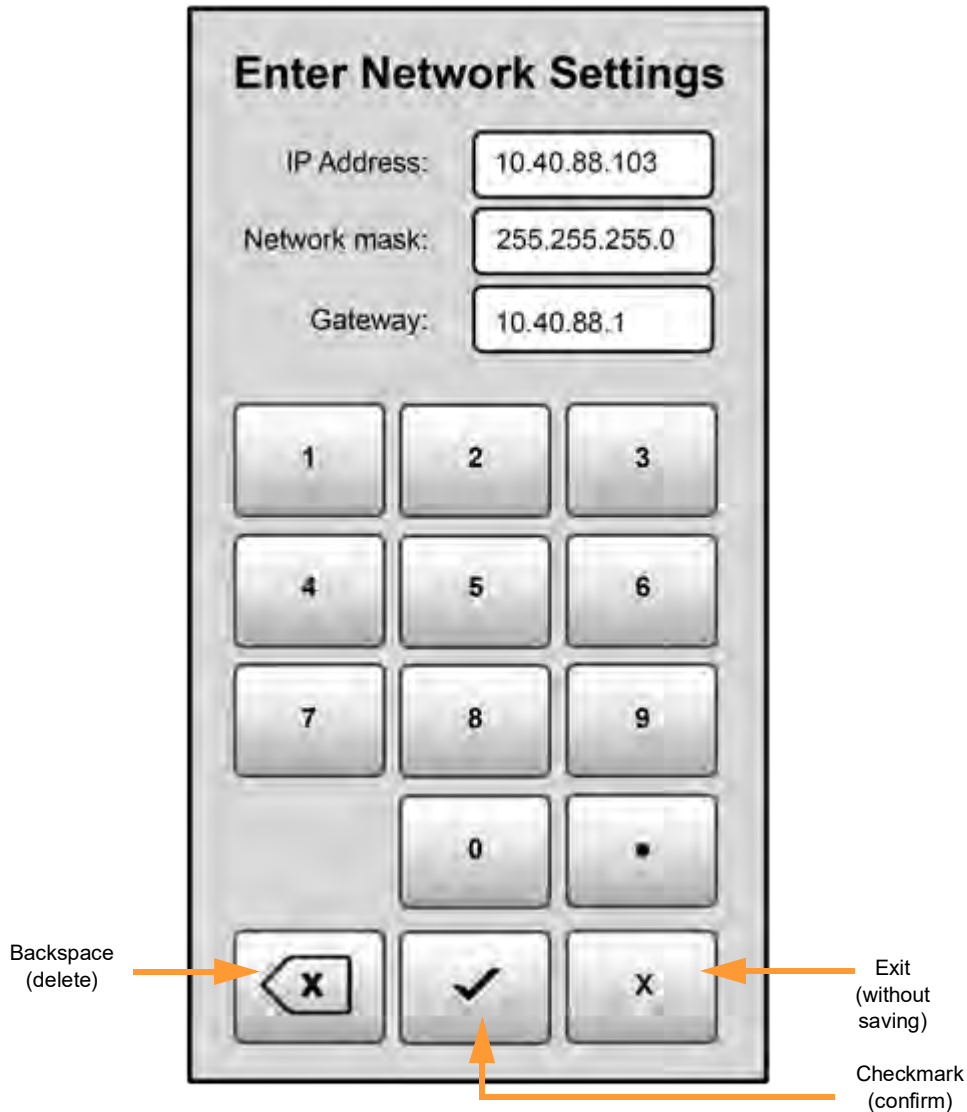 Enter Network Settings
IP Address: 10.40.88.103
Network mask: 255.255.255.0
Gateway: 10.40.88.1
1 2 3
4 5 6
7 8 9
0 .
Backspace
(delete)
X
X
Exit
(without
saving)
Checkmark
(confirm)